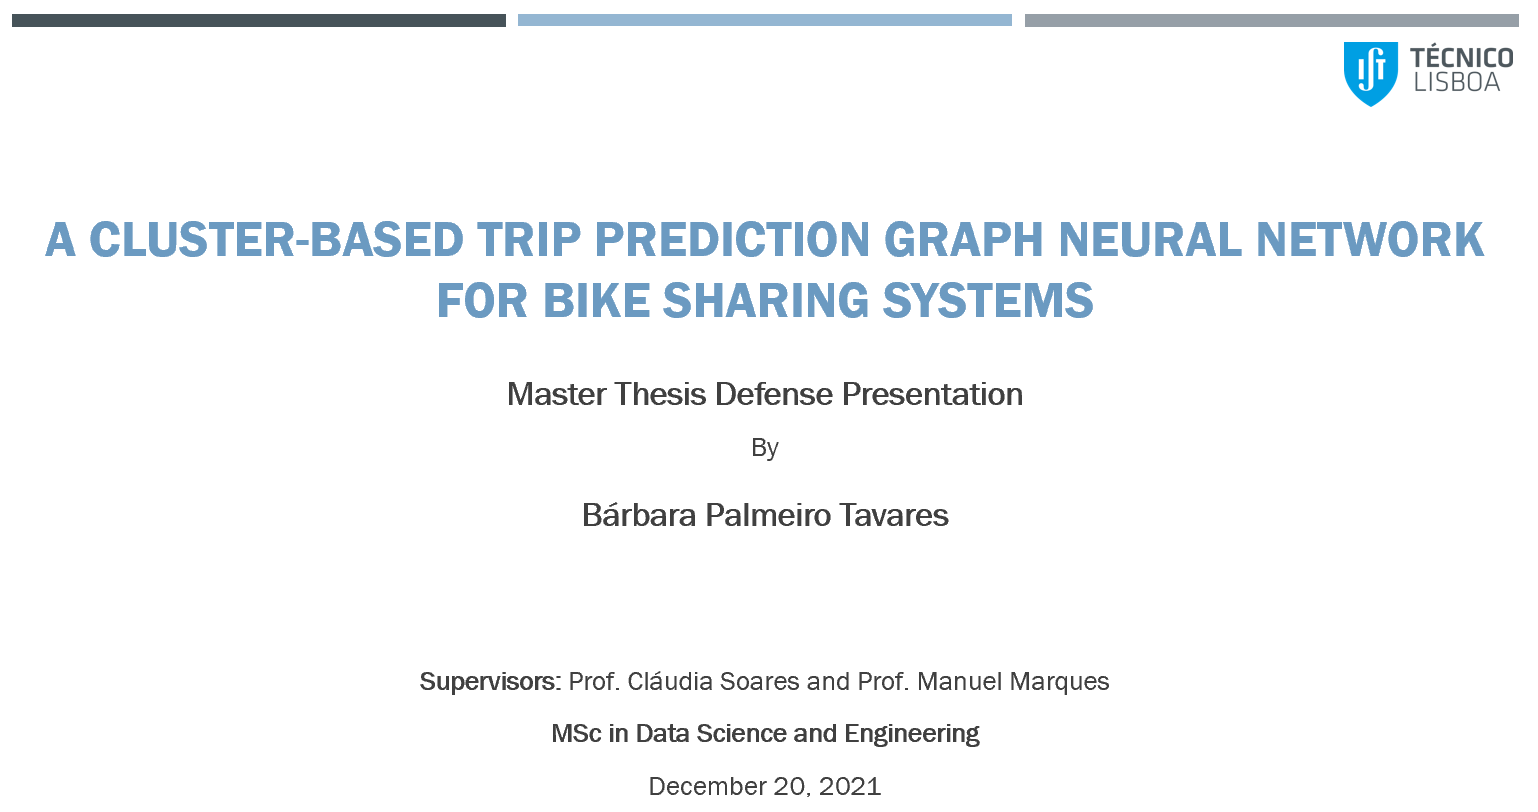 TÉCNICO
LISBOA
A CLUSTER-BASED TRIP PREDICTION GRAPH NEURAL NETWORK
FOR BIKE SHARING SYSTEMS
Master Thesis Defense Presentation
By
Bárbara Palmeiro Tavares
Supervisors: Prof. Cláudia Soares and Prof. Manuel Marques
MSc in Data Science and Engineering
December 20, 2021